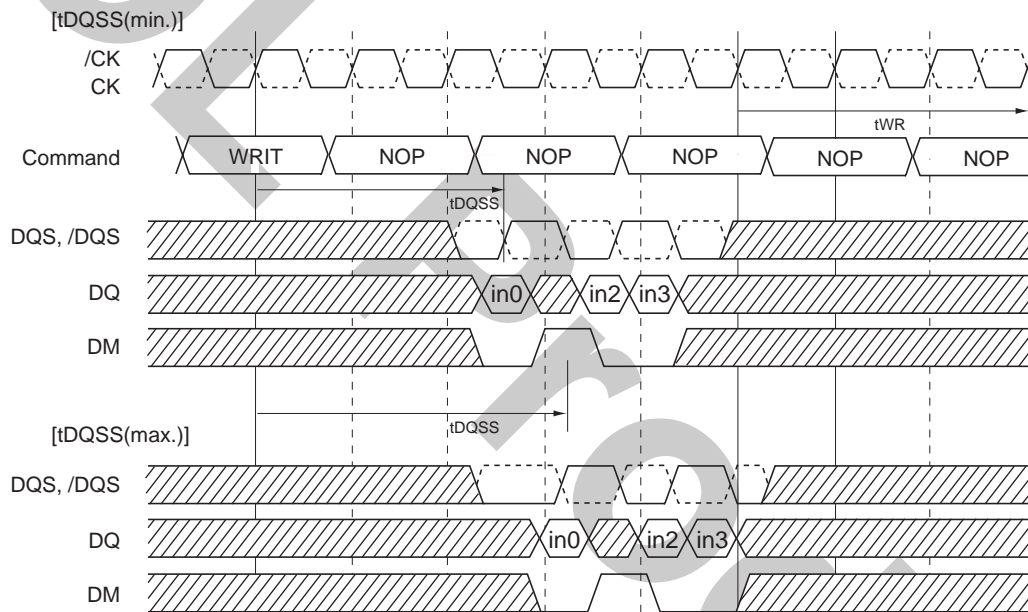 [tDQSS(min.)]
/CK
CK
tWR
Command WRIT NOP NOP NOP NOP NOP
tDQSS
DQS, /DQS
DQ in0 in2 in3
DM
tDQSS
[tDQSS(max.)]
DQS, /DQS
DQ in0 in2 in3
DM